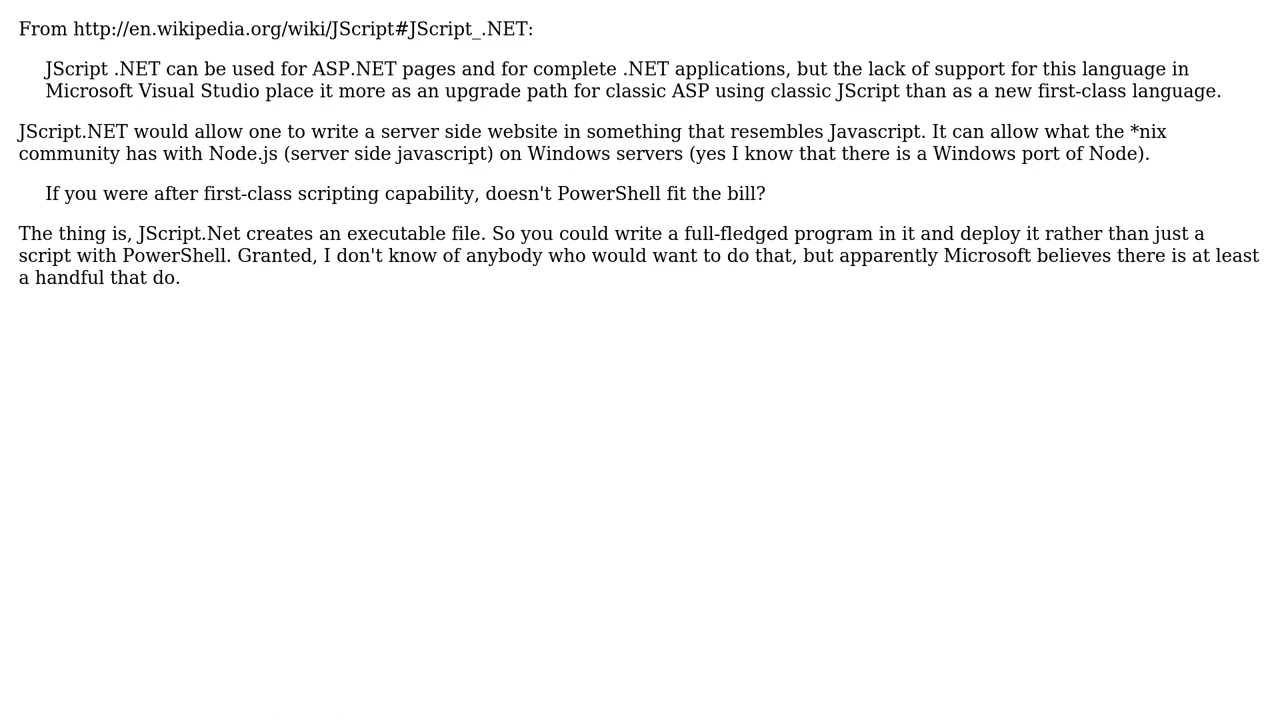 From http://en.wikipedia.org/wiki/JScript#JScript_.NET:
JScript .NET can be used for ASP.NET pages and for complete .NET applications, but the lack of support for this language in
Microsoft Visual Studio place it more as an upgrade path for classic ASP using classic JScript than as a new first-class language.
JScript.NET would allow one to write a server side website in something that resembles Javascript. It can allow what the *nix
community has with Node.js (server side javascript) on Windows servers (yes I know that there is a Windows port of Node).
If you were after first-class scripting capability, doesn't PowerShell fit the bill?
The thing is, JScript.Net creates an executable file. So you could write a full-fledged program in it and deploy it rather than just a
script with PowerShell. Granted, I don't know of anybody who would want to do that, but apparently Microsoft believes there is at least
a handful that do.